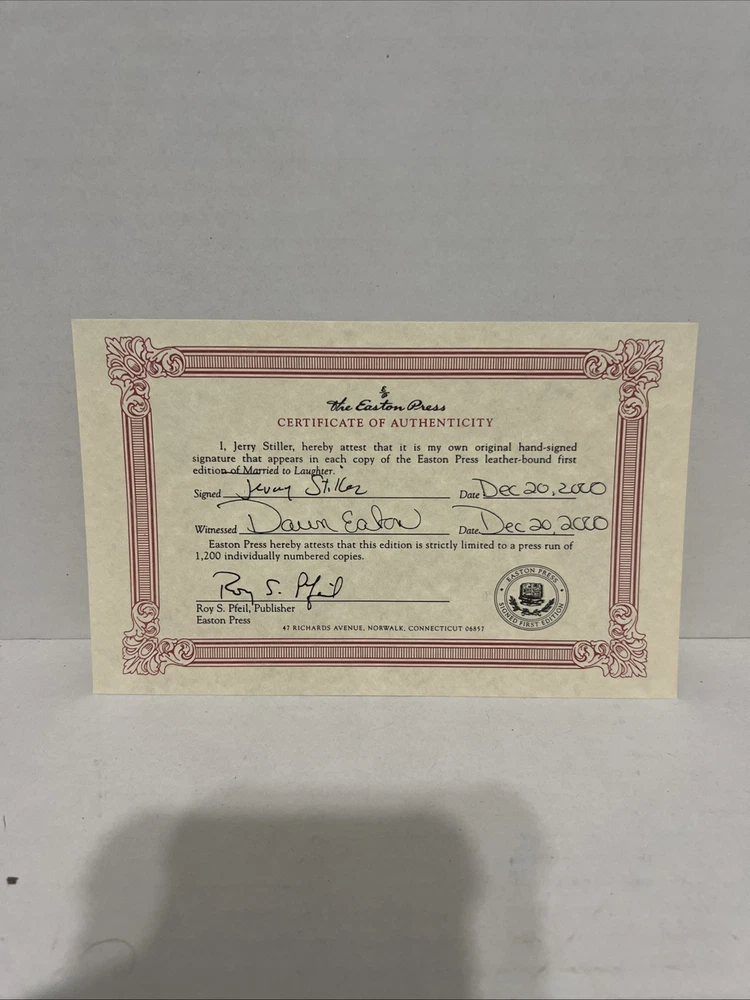 The Easton Press
CERTIFICATE OF AUTHENTICITY
I, Jerry Stiller, hereby attest that it is my own original hand-signed
signature that appears in each copy of the Easton Press leather-bound first
edition of Married to Laughter.
Signed Jerry Stiller Date Dec 20, 2000
Witnessed Dawn Eaton Date Dec 20, 2000
Easton Press hereby attests that this edition is strictly limited to a press run of
1,200 individually numbered copies.
Roy S. Pfeil
Roy S. Pfeil, Publisher
Easton Press
EASTON PRESS
SIGNED FIRST EDITION
47 RICHARDS AVENUE, NORWALK, CONNECTICUT 06857